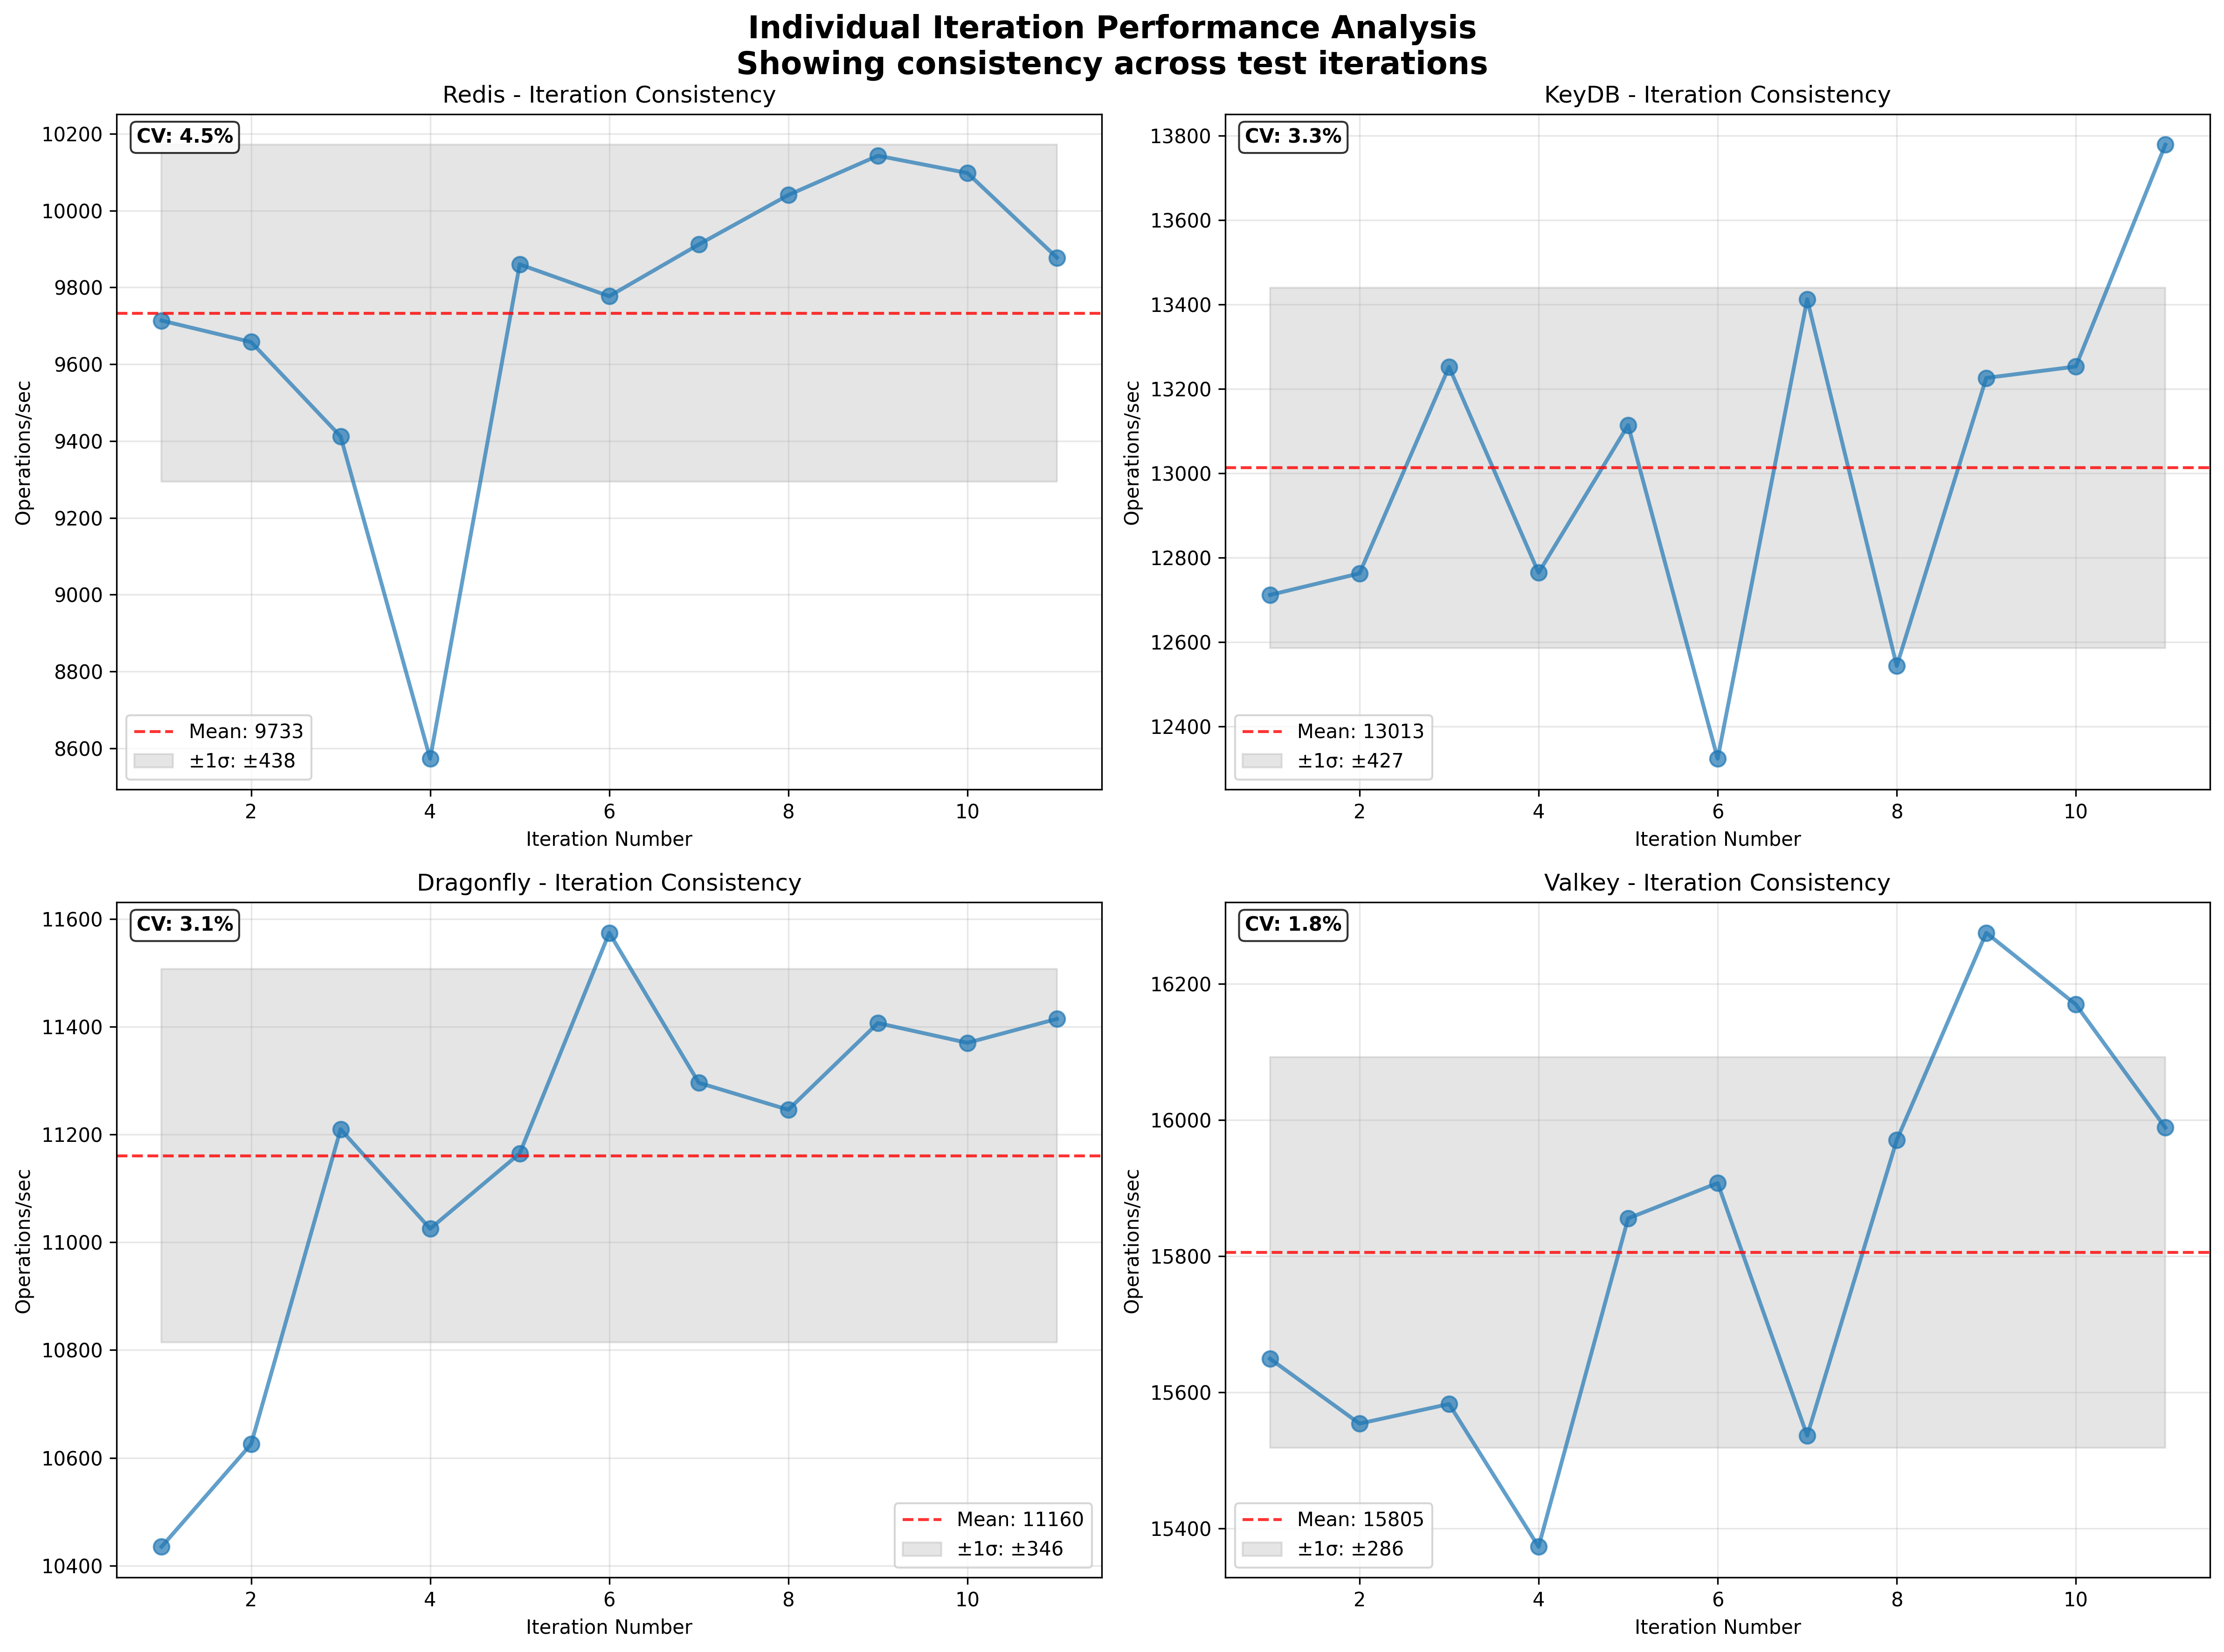 Individual Iteration Performance Analysis
Showing consistency across test iterations
Redis - Iteration Consistency
CV: 4.5%
10200
10000
9800
9600
9400
9200
9000
8800
8600
Operations/sec
Mean: 9733
±1σ: ±438
2 4 6 8 10
Iteration Number
KeyDB - Iteration Consistency
CV: 3.3%
13800
13600
13400
13200
13000
12800
12600
12400
Operations/sec
Mean: 13013
±1σ: ±427
2 4 6 8 10
Iteration Number
Dragonfly - Iteration Consistency
CV: 3.1%
11600
11400
11200
11000
10800
10600
10400
Operations/sec
Mean: 11160
±1σ: ±346
2 4 6 8 10
Iteration Number
Valkey - Iteration Consistency
CV: 1.8%
16200
16000
15800
15600
15400
Operations/sec
Mean: 15805
±1σ: ±286
2 4 6 8 10
Iteration Number